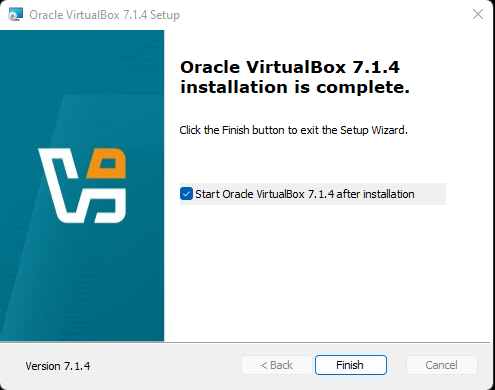 Oracle VirtualBox 7.1.4 Setup
Oracle VirtualBox 7.1.4
installation is complete.
Click the Finish button to exit the Setup Wizard.
Start Oracle VirtualBox 7.1.4 after installation
Version 7.1.4
< Back
Finish
Cancel